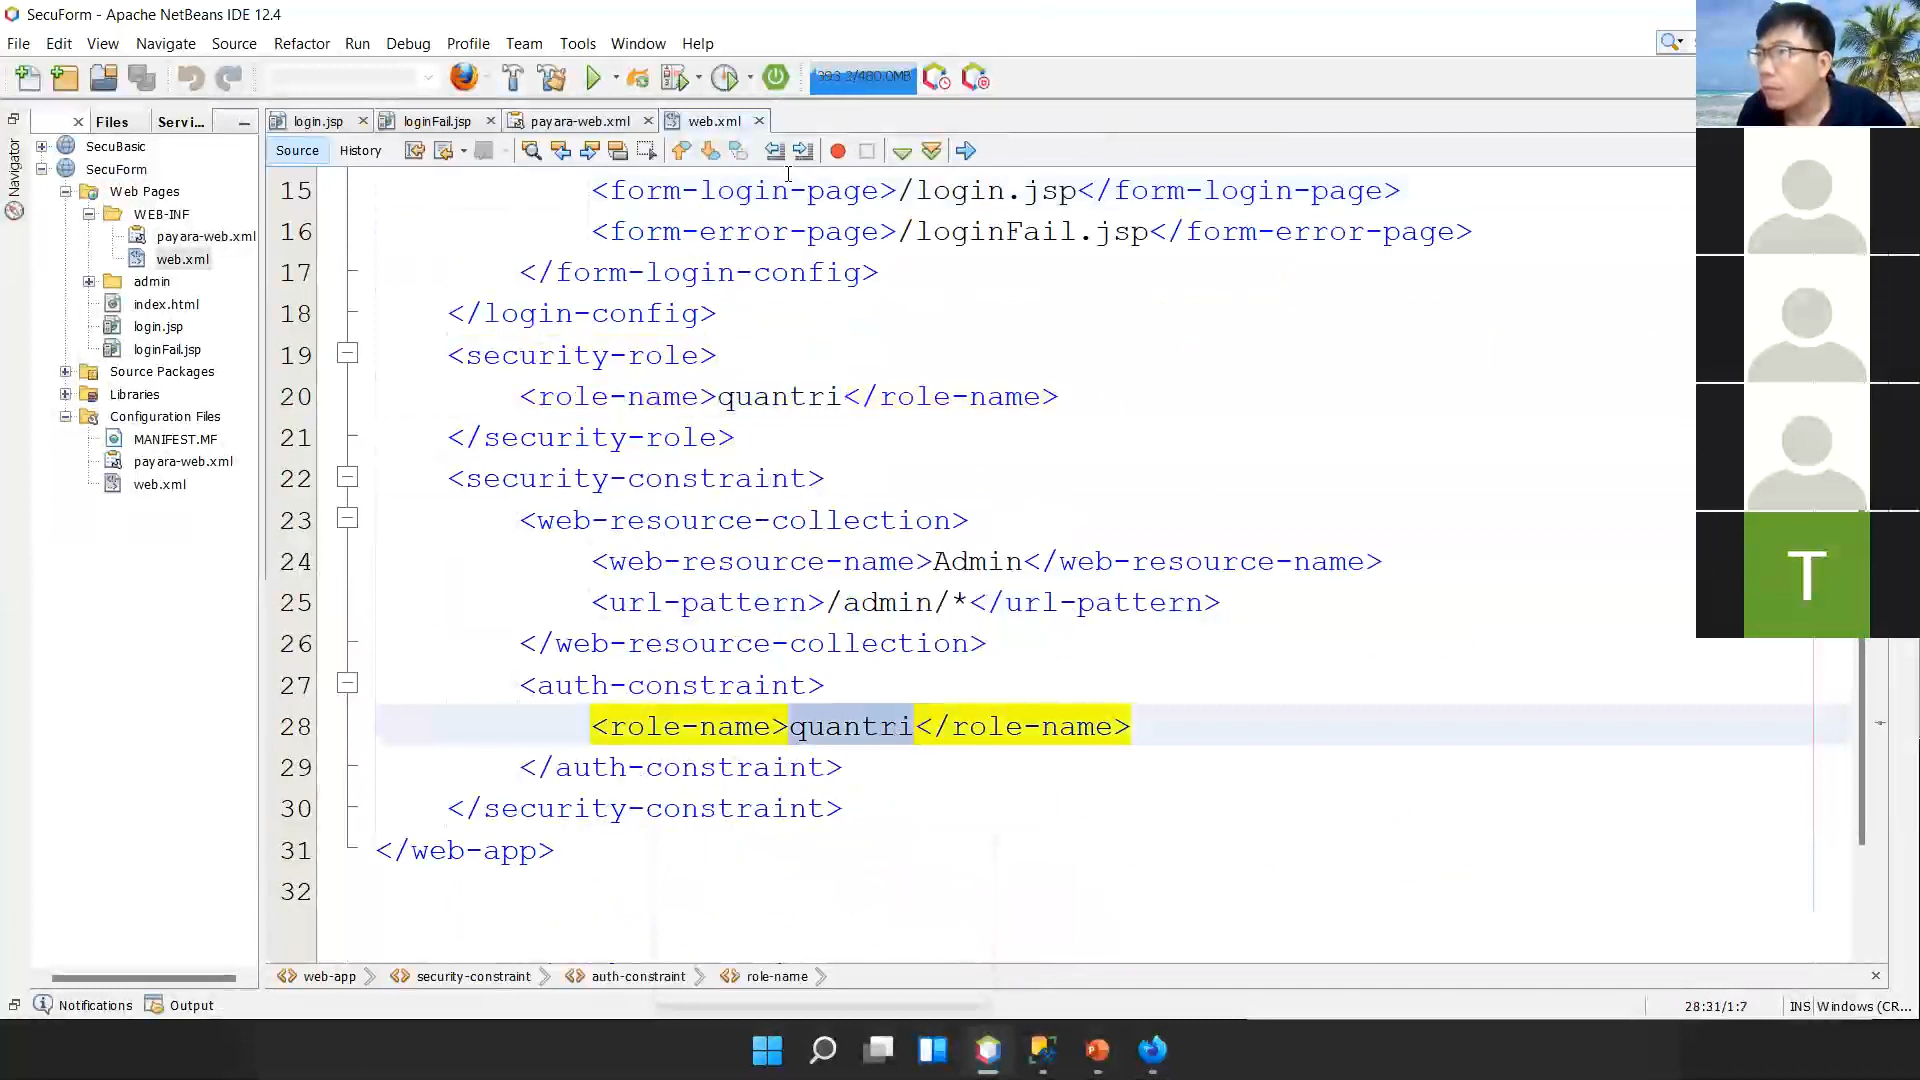 SecuForm - Apache NetBeans IDE 12.4
File Edit View Navigate Source Refactor Run Debug Profile Team Tools Window Help
393.2/480.0MB
Files Servi...
login.jsp loginFail.jsp payara-web.xml web.xml
Source History
Navigator
SecuBasic
SecuForm
Web Pages
WEB-INF
payara-web.xml
web.xml
admin
index.html
login.jsp
loginFail.jsp
Source Packages
Libraries
Configuration Files
MANIFEST.MF
payara-web.xml
web.xml
15 <form-login-page>/login.jsp</form-login-page>
16 <form-error-page>/loginFail.jsp</form-error-page>
17 </form-login-config>
18 </login-config>
19 <security-role>
20 <role-name>quantri</role-name>
21 </security-role>
22 <security-constraint>
23 <web-resource-collection>
24 <web-resource-name>Admin</web-resource-name>
25 <url-pattern>/admin/*</url-pattern>
26 </web-resource-collection>
27 <auth-constraint>
28 <role-name>quantri</role-name>
29 </auth-constraint>
30 </security-constraint>
31 </web-app>
32
web-app security-constraint auth-constraint role-name
Notifications Output
28:31/1:7 INS Windows (CR...
T